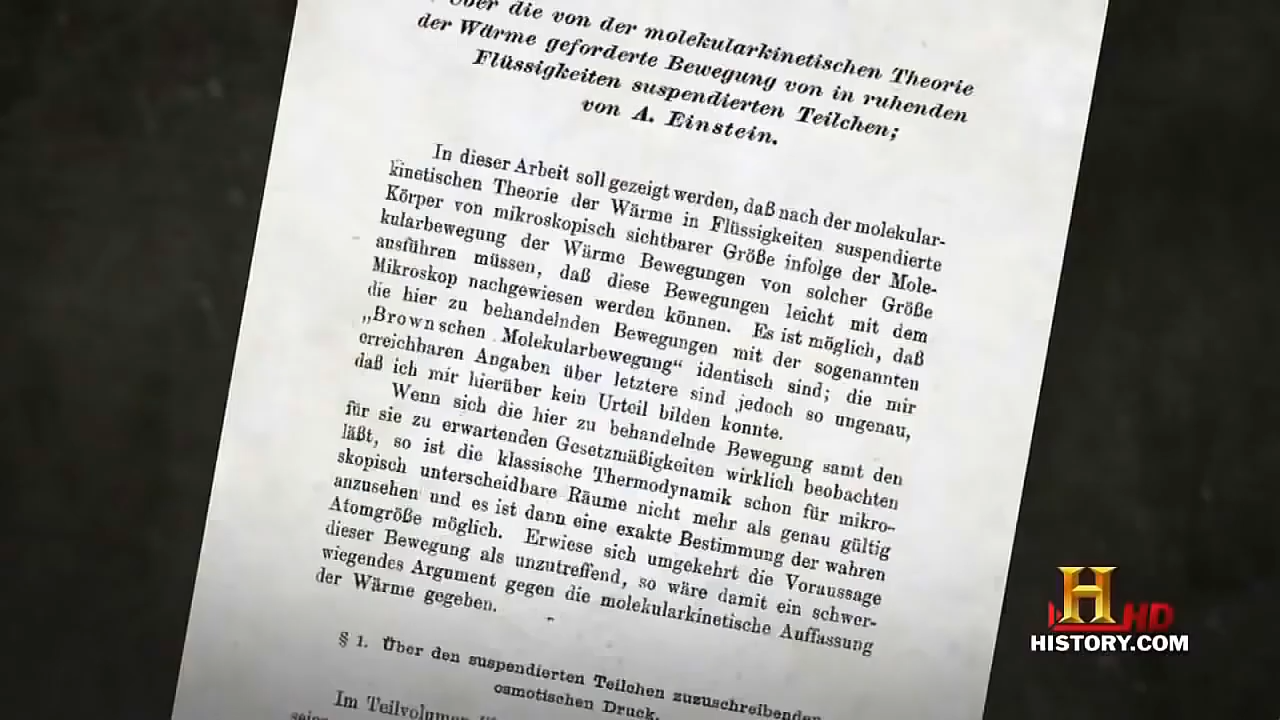 Über die von der molekularkinetischen Theorie
der Wärme geforderte Bewegung von in ruhenden
Flüssigkeiten suspendierten Teilchen;
von A. Einstein.
In dieser Arbeit soll gezeigt werden, daß nach der molekular-
kinetischen Theorie der Wärme in Flüssigkeiten suspendierte
Körper von mikroskopisch sichtbarer Größe infolge der Mole-
kularbewegung der Wärme Bewegungen von solcher Größe
ausführen müssen, daß diese Bewegungen leicht mit dem
Mikroskop nachgewiesen werden können. Es ist möglich, daß
die hier zu behandelnden Bewegungen mit der sogenannten
„Brownschen Molekularbewegung“ identisch sind; die mir
erreichbaren Angaben über letztere sind jedoch so ungenau,
daß ich mir hierüber kein Urteil bilden konnte.
Wenn sich die hier zu behandelnde Bewegung samt den
für sie zu erwartenden Gesetzmäßigkeiten wirklich beobachten
läßt, so ist die klassische Thermodynamik schon für mikro-
skopisch unterscheidbare Räume nicht mehr als genau gültig
anzusehen und es ist dann eine exakte Bestimmung der wahren
Atomgröße möglich. Erwiese sich umgekehrt die Voraussage
dieser Bewegung als unzutreffend, so wäre damit ein schwer-
wiegendes Argument gegen die molekularkinetische Auffassung
der Wärme gegeben.
§ 1. Über den suspendierten Teilchen zuzuschreibenden
osmotischen Druck.
Im Teilvolumen
H HD
HISTORY.COM